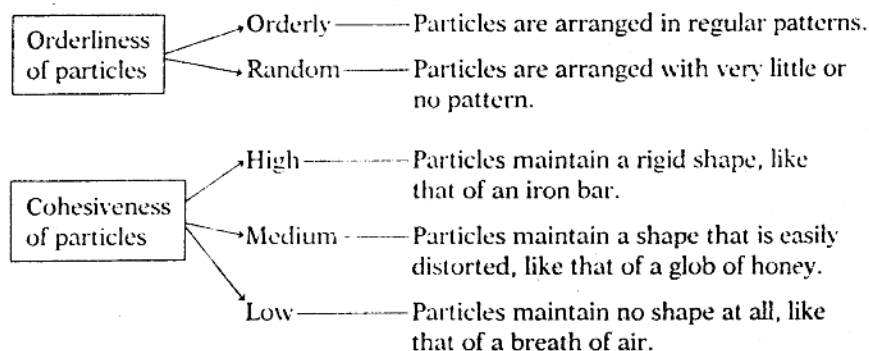 Orderliness
of particles
Orderly
Particles are arranged in regular patterns.
Random
Particles are arranged with very little or
no pattern.
Cohesiveness
of particles
High
Particles maintain a rigid shape, like
that of an iron bar.
Medium
Particles maintain a shape that is easily
distorted, like that of a glob of honey.
Low
Particles maintain no shape at all, like
that of a breath of air.